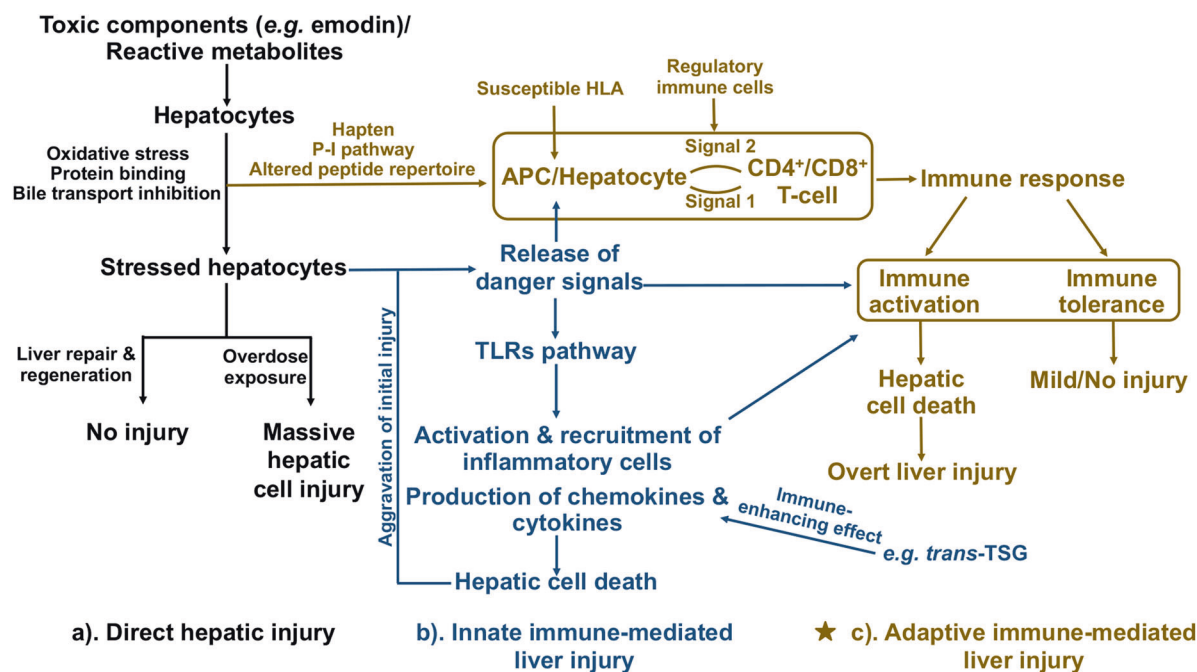 Toxic components (e.g. emodin)/
Reactive metabolites
Hepatocytes
Oxidative stress
Protein binding
Bile transport inhibition
Hapten
P-I pathway
Altered peptide repertoire
Susceptible HLA
Regulatory
immune cells
APC/Hepatocyte
Signal 2
Signal 1
CD4⁺/CD8⁺
T-cell
Immune response
Stressed hepatocytes
Release of
danger signals
Immune
activation
Immune
tolerance
Liver repair &
regeneration
Overdose
exposure
No injury
Massive
hepatic
cell injury
Aggravation of initial injury
TLRs pathway
Activation & recruitment of
inflammatory cells
Production of chemokines &
cytokines
Hepatic cell death
Immune-
enhancing effect
e.g. trans-TSG
Hepatic
cell death
Mild/No injury
Overt liver injury
a). Direct hepatic injury
b). Innate immune-mediated
liver injury
★ c). Adaptive immune-mediated
liver injury